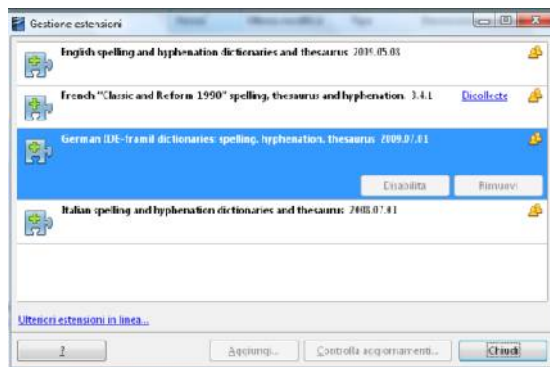 Gestione estensioni
English spelling and hyphenation dictionaries and thesaurus 2009.05.08
French "Classic and Reform 1990" spelling, thesaurus and hyphenation 3.4.1 Dicollecte
German (DE-frami) dictionaries: spelling, hyphenation, thesaurus 2009.07.01
Disabilita Rimuovi
Italian spelling and hyphenation dictionaries and thesaurus 2008.07.01
Ulteriori estensioni in linea...
? Aggiungi... Controlla aggiornamenti... Chiudi